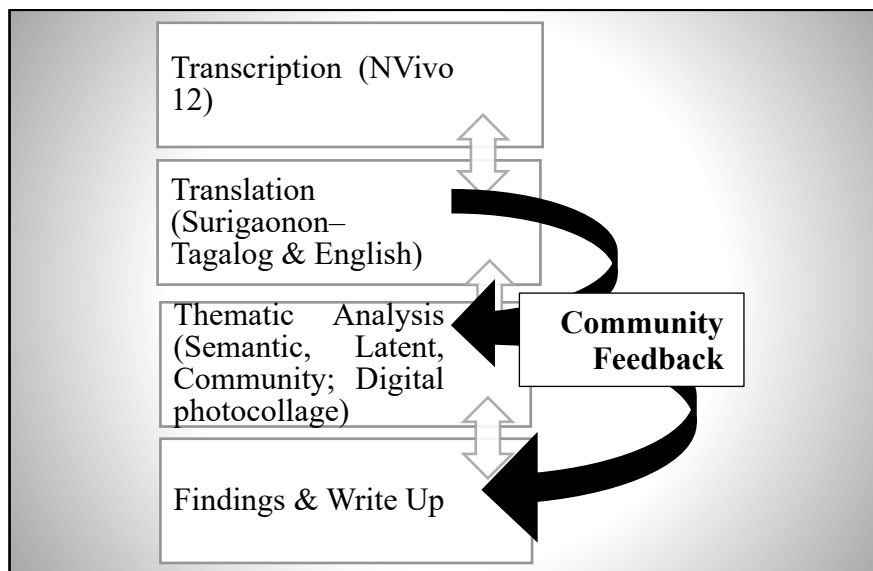 Transcription (NVivo
12)
Translation
(Surigaonon–
Tagalog & English)
Thematic Analysis
(Semantic, Latent,
Community; Digital
photocollage)
Community
Feedback
Findings & Write Up